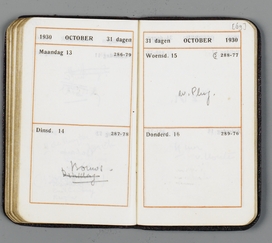 1930 OCTOBER 31 dagen
Maandag 13 286-79
Dinsd. 14 287-78
31 dagen OCTOBER 1930
Woensd. 15 288-77
w. Play.
Donderd. 16 289-76